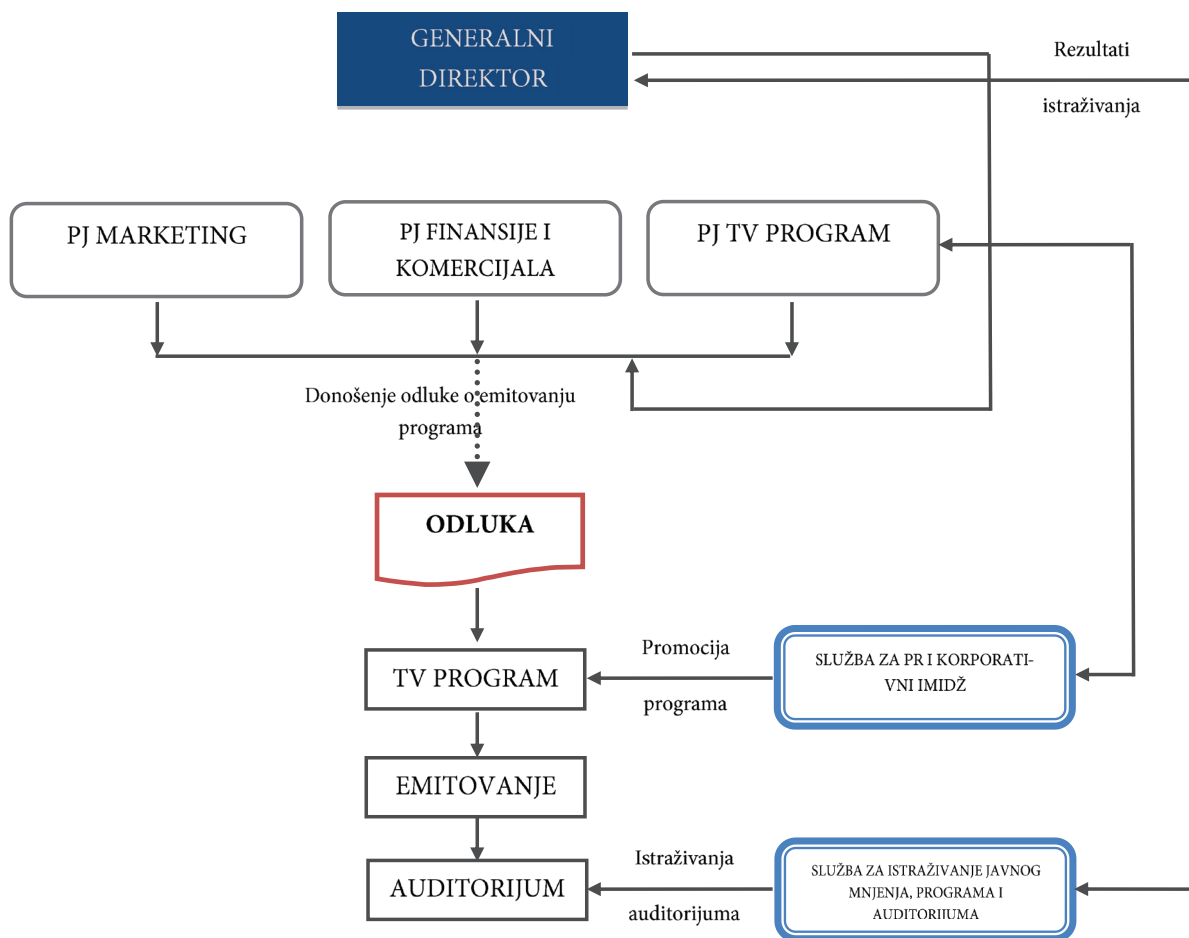 GENERALNI
DIREKTOR
Rezultati
istraživanja
PJ MARKETING
PJ FINANSIJE I
KOMERCIJALA
PJ TV PROGRAM
Donošenje odluke o emitovanju
programa
ODLUKA
TV PROGRAM
Promocija
programa
SLUŽBA ZA PR I KORPORATI-
VNI IMIDŽ
EMITOVANJE
AUDITORIJUM
Istraživanja
auditorijuma
SLUŽBA ZA ISTRAŽIVANJE JAVNOG
MNJENJA, PROGRAMA I
AUDITORIJUMA